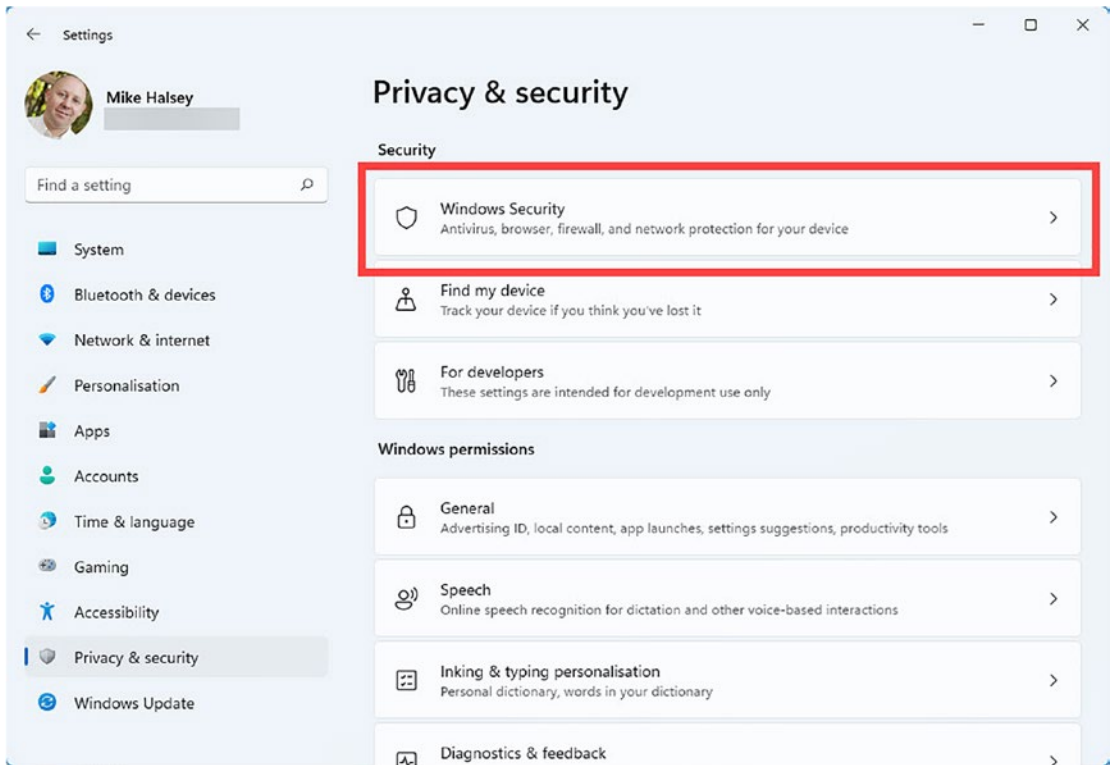 Settings
Mike Halsey
Find a setting
System
Bluetooth & devices
Network & internet
Personalisation
Apps
Accounts
Time & language
Gaming
Accessibility
Privacy & security
Windows Update
Privacy & security
Security
Windows Security
Antivirus, browser, firewall, and network protection for your device
Find my device
Track your device if you think you've lost it
For developers
These settings are intended for development use only
Windows permissions
General
Advertising ID, local content, app launches, settings suggestions, productivity tools
Speech
Online speech recognition for dictation and other voice-based interactions
Inking & typing personalisation
Personal dictionary, words in your dictionary
Diagnostics & feedback